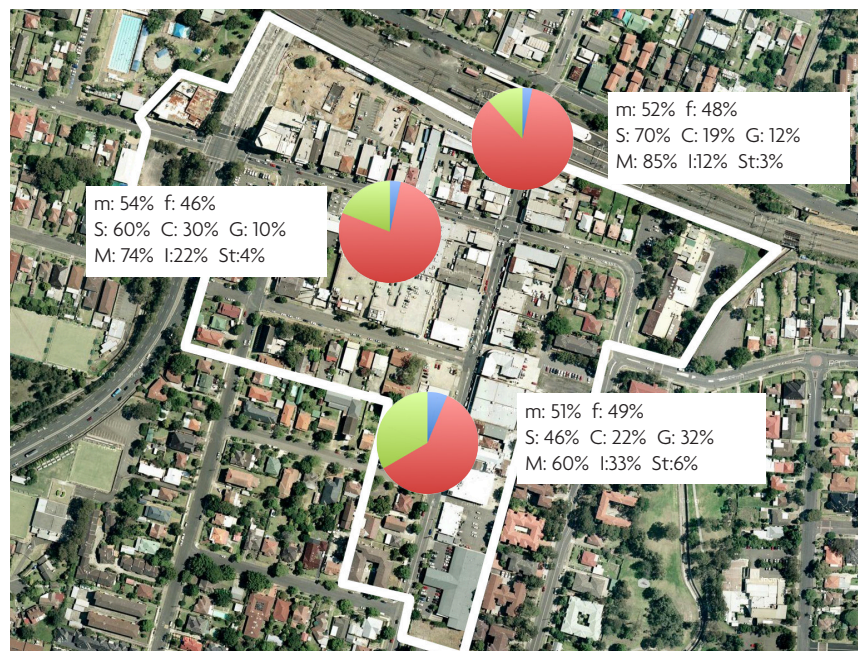 m: 52% f: 48%
S: 70% C: 19% G: 12%
M: 85% I:12% St:3%
m: 54% f: 46%
S: 60% C: 30% G: 10%
M: 74% I:22% St:4%
m: 51% f: 49%
S: 46% C: 22% G: 32%
M: 60% I:33% St:6%